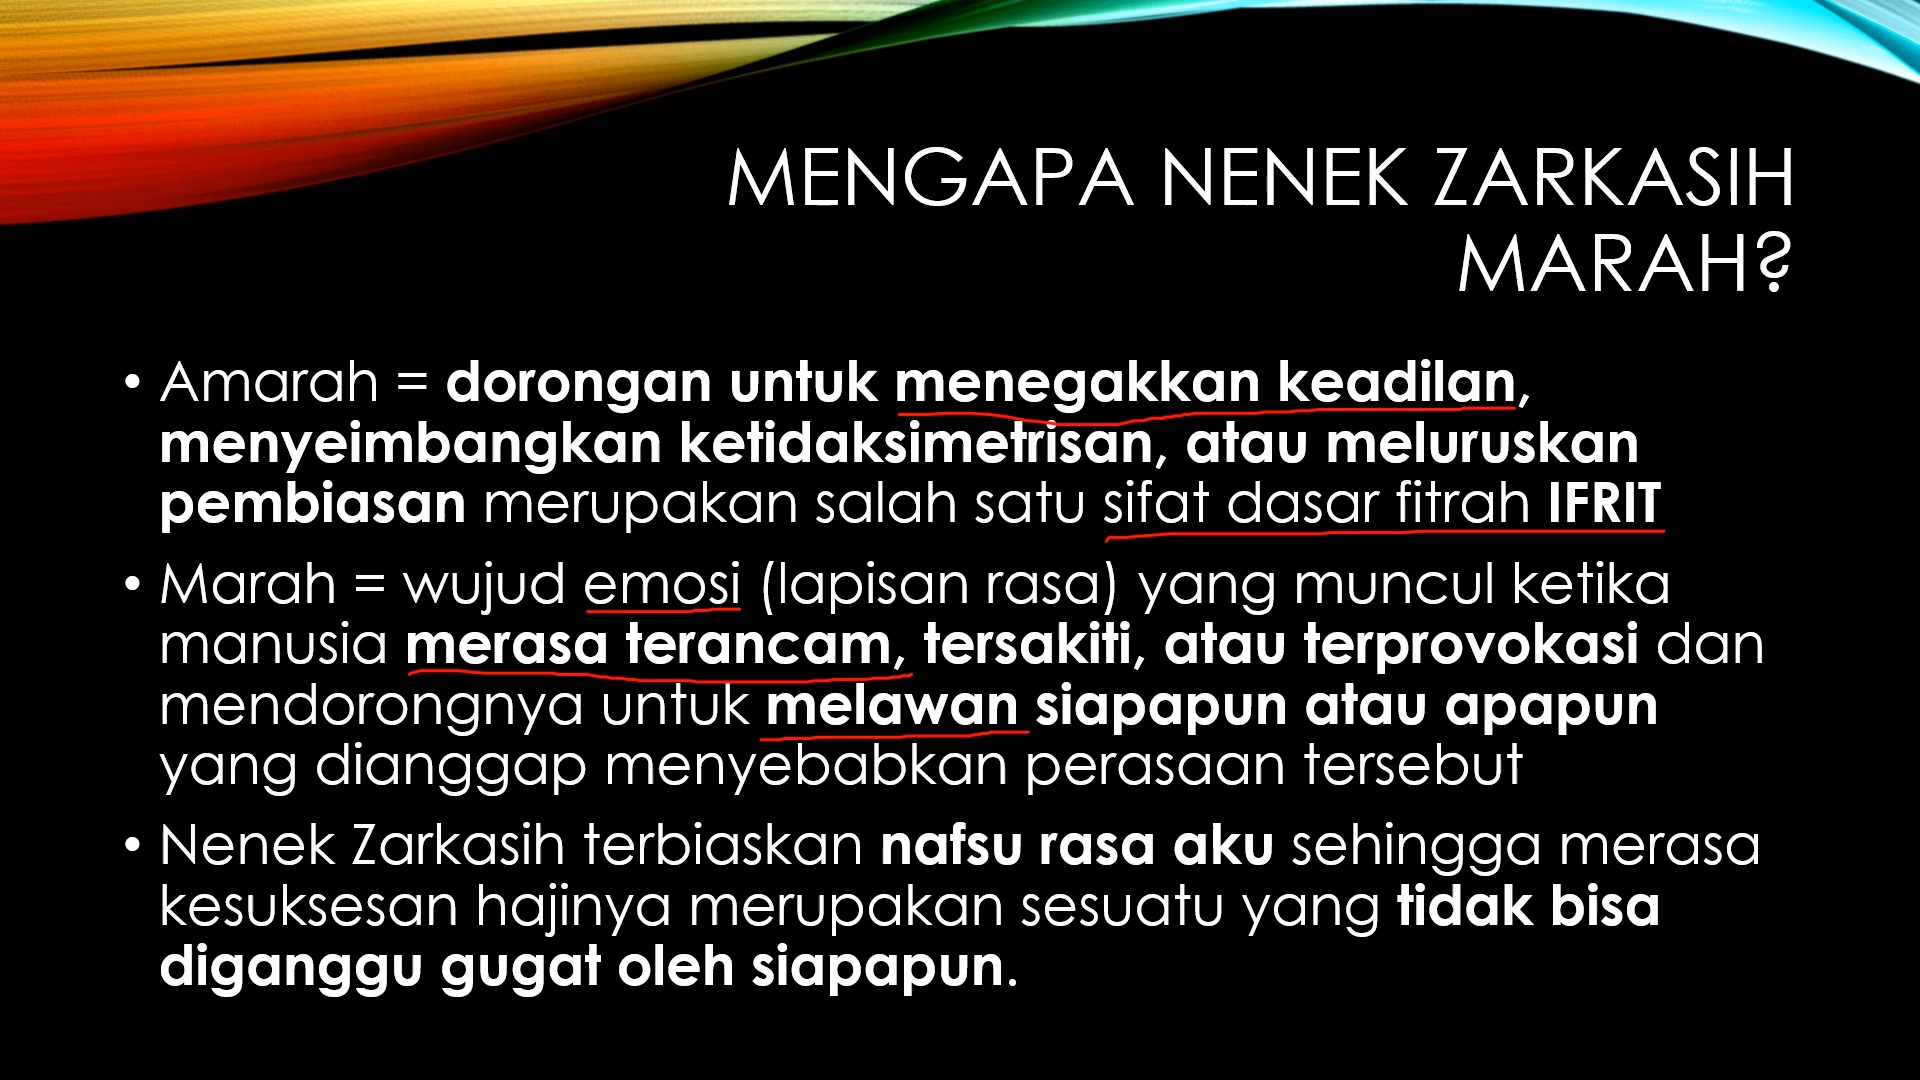 MENGAPA NENEK ZARKASIH
MARAH?
• Amarah = dorongan untuk menegakkan keadilan,
menyeimbangkan ketidaksimetrisan, atau meluruskan
pembiasan merupakan salah satu sifat dasar fitrah IFRIT
• Marah = wujud emosi (lapisan rasa) yang muncul ketika
manusia merasa terancam, tersakiti, atau terprovokasi dan
mendorongnya untuk melawan siapapun atau apapun
yang dianggap menyebabkan perasaan tersebut
• Nenek Zarkasih terbiaskan nafsu rasa aku sehingga merasa
kesuksesan hajinya merupakan sesuatu yang tidak bisa
diganggu gugat oleh siapapun.